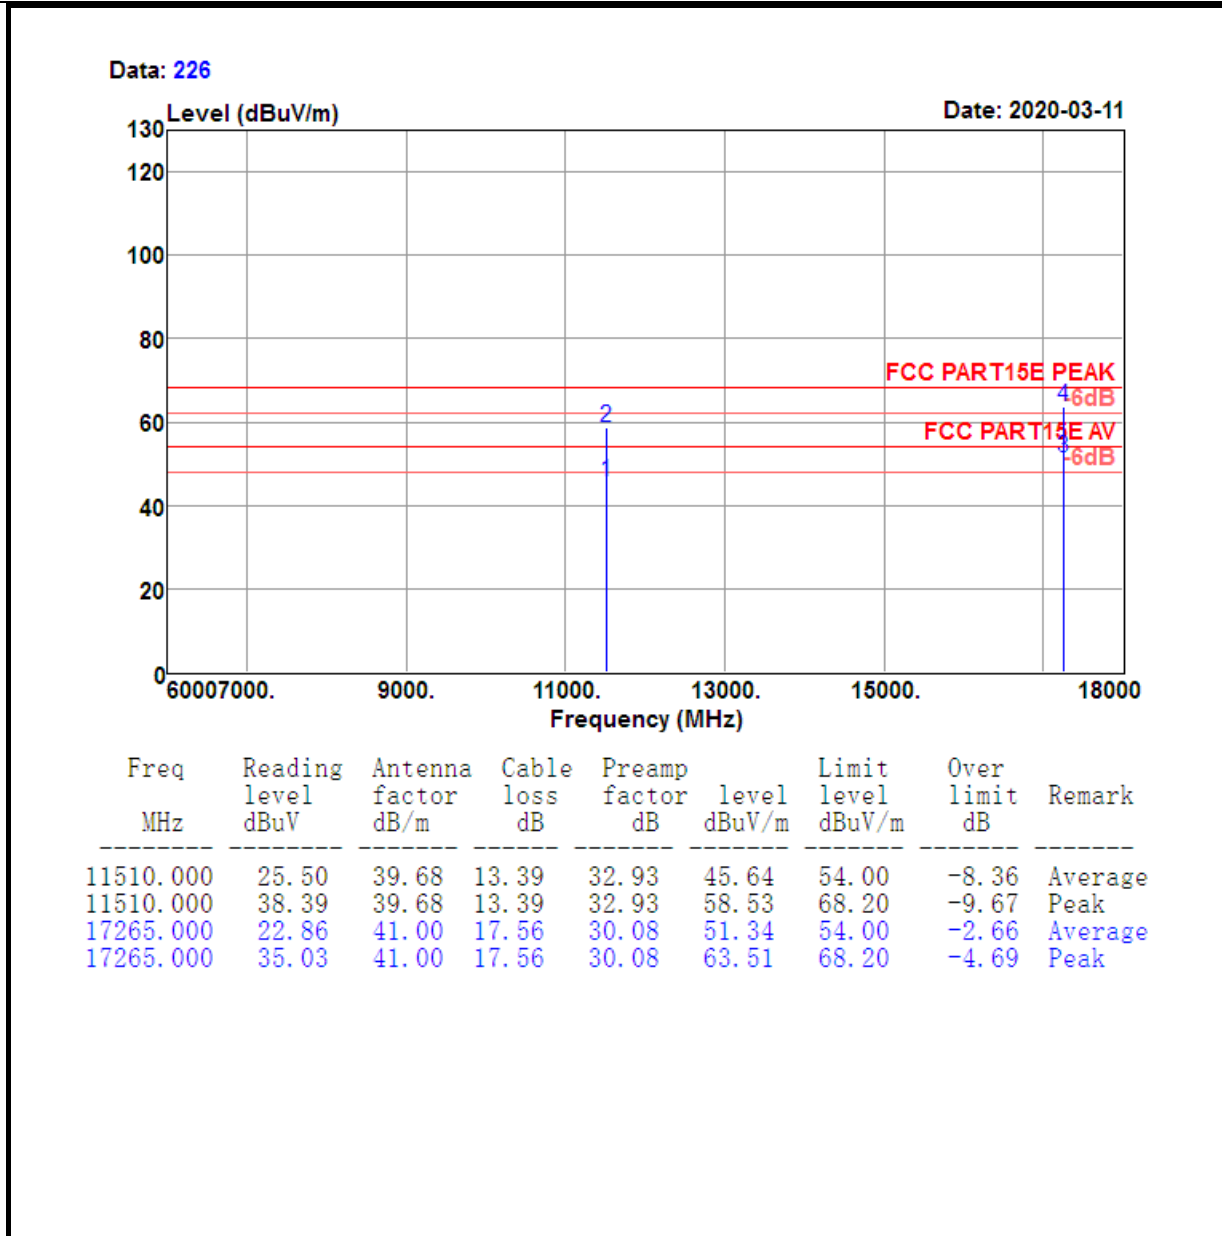 Data: 226
Level (dBuV/m) Date: 2020-03-11
130
120
100
80
FCC PART15E PEAK
4
-6dB
2
60
FCC PART15E AV
3
-6dB
1
40
20
0
6000 7000. 9000. 11000. 13000. 15000. 18000
Frequency (MHz)
Freq Reading Antenna Cable Preamp Limit Over
level factor loss factor level level limit Remark
MHz dBuV dB/m dB dB dBuV/m dBuV/m dB
-------- -------- ------- ------ ------- ------- ------- ------- -------
11510.000 25.50 39.68 13.39 32.93 45.64 54.00 -8.36 Average
11510.000 38.39 39.68 13.39 32.93 58.53 68.20 -9.67 Peak
17265.000 22.86 41.00 17.56 30.08 51.34 54.00 -2.66 Average
17265.000 35.03 41.00 17.56 30.08 63.51 68.20 -4.69 Peak